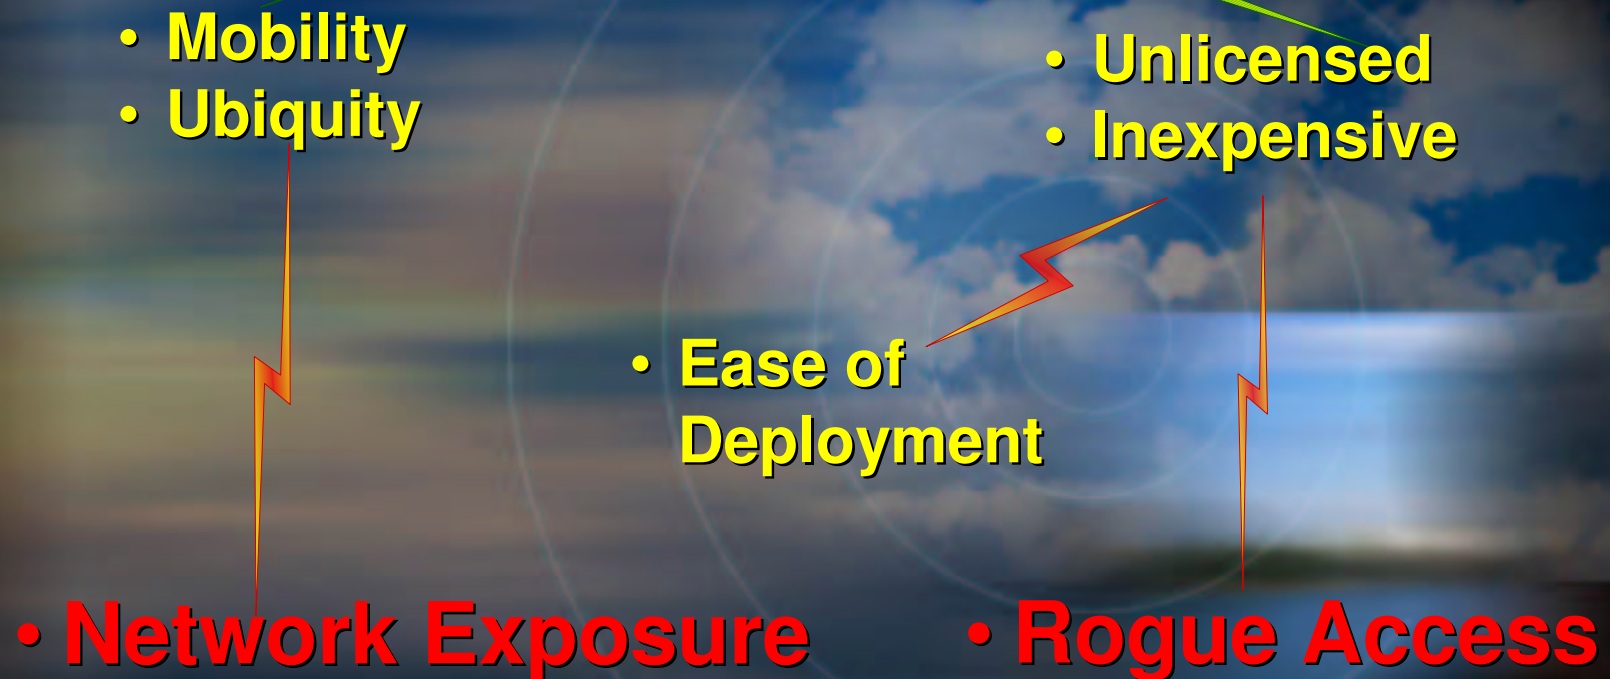 • Mobility
• Ubiquity
• Unlicensed
• Inexpensive
• Ease of
Deployment
• Network Exposure
• Rogue Access